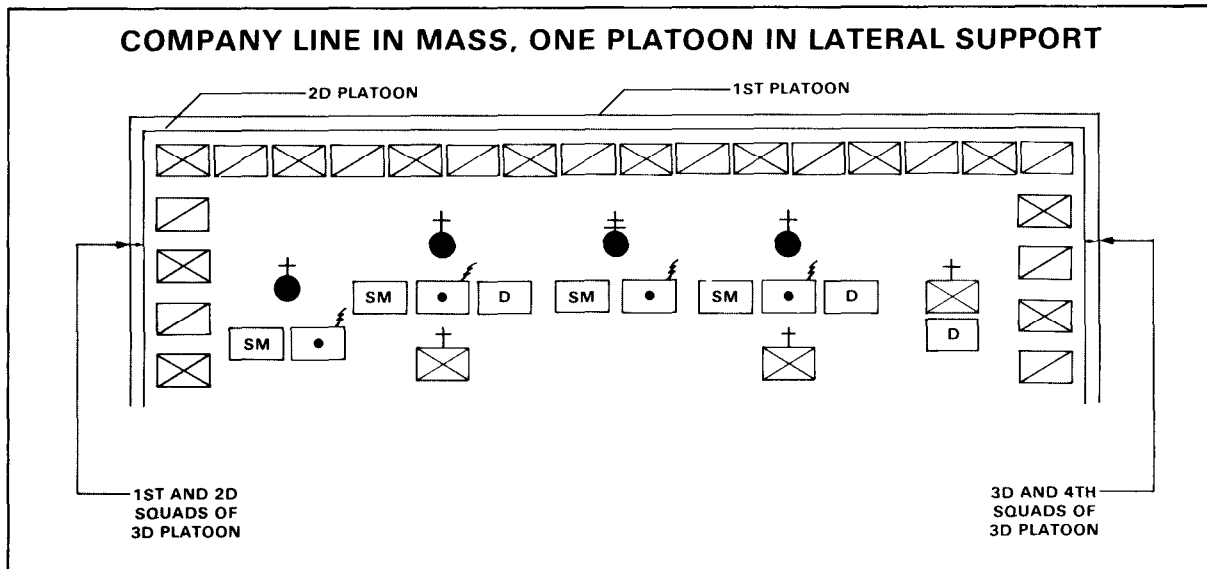 COMPANY LINE IN MASS, ONE PLATOON IN LATERAL SUPPORT
2D PLATOON
1ST PLATOON
SM
D
SM
SM
D
SM
D
1ST AND 2D
SQUADS OF
3D PLATOON
3D AND 4TH
SQUADS OF
3D PLATOON